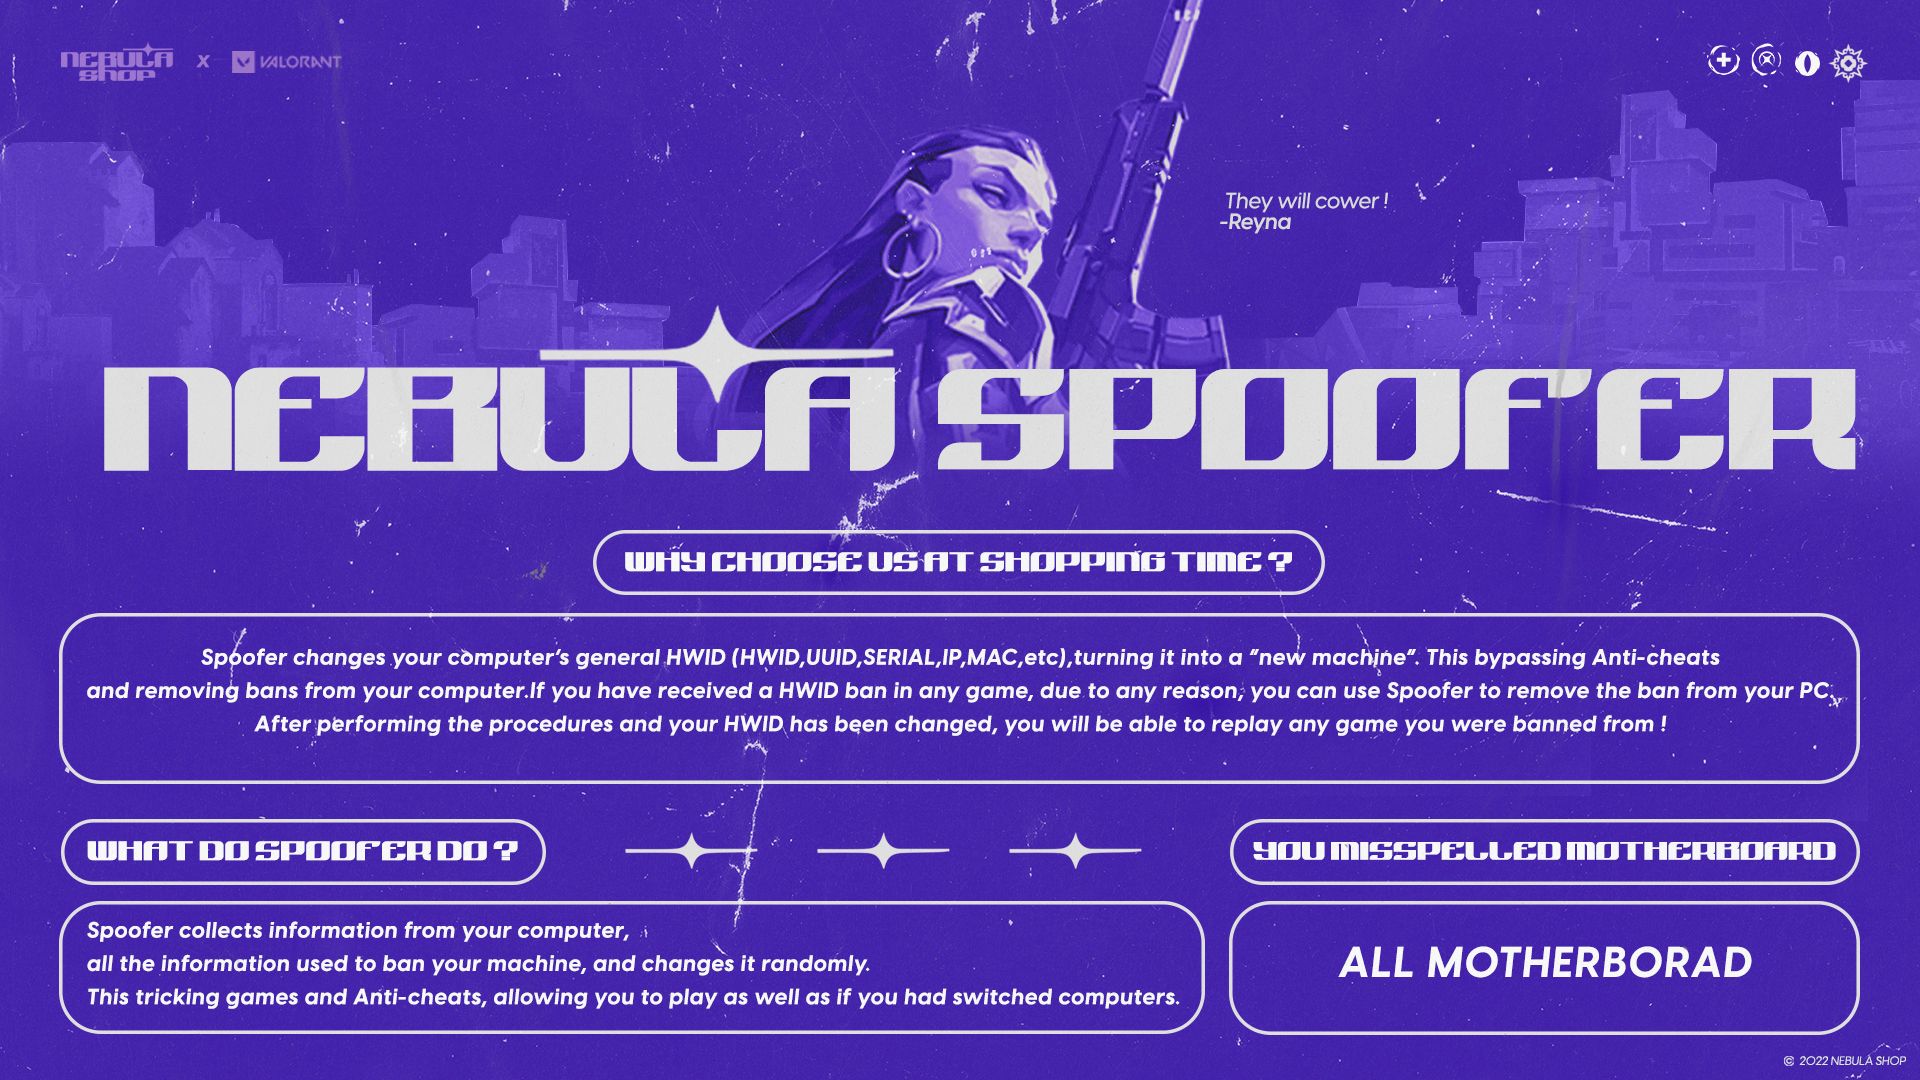 NEBULA SHOP X VALORANT
They will cower !
-Reyna
NEBULA SPOOFER
WHY CHOOSE US AT SHOPPING TIME ?
Spoofer changes your computer's general HWID (HWID,UUID,SERIAL,IP,MAC,etc),turning it into a "new machine". This bypassing Anti-cheats
and removing bans from your computer.If you have received a HWID ban in any game, due to any reason, you can use Spoofer to remove the ban from your PC.
After performing the procedures and your HWID has been changed, you will be able to replay any game you were banned from !
WHAT DO SPOOFER DO ?
Spoofer collects information from your computer,
all the information used to ban your machine, and changes it randomly.
This tricking games and Anti-cheats, allowing you to play as well as if you had switched computers.
YOU MISSPELLED MOTHERBOARD
ALL MOTHERBORAD
© 2022 NEBULA SHOP